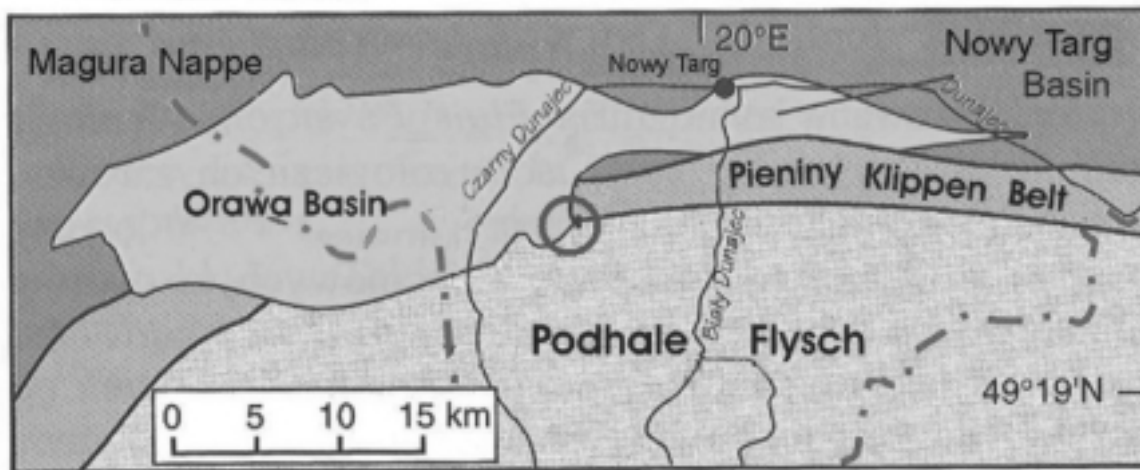 20°E
Magura Nappe
Nowy Targ
Nowy Targ
Basin
Czarny Dunajec
Dunajec
Orawa Basin
Pieniny Klippen Belt
Biały Dunajec
Podhale Flysch
49°19'N
0 5 10 15 km